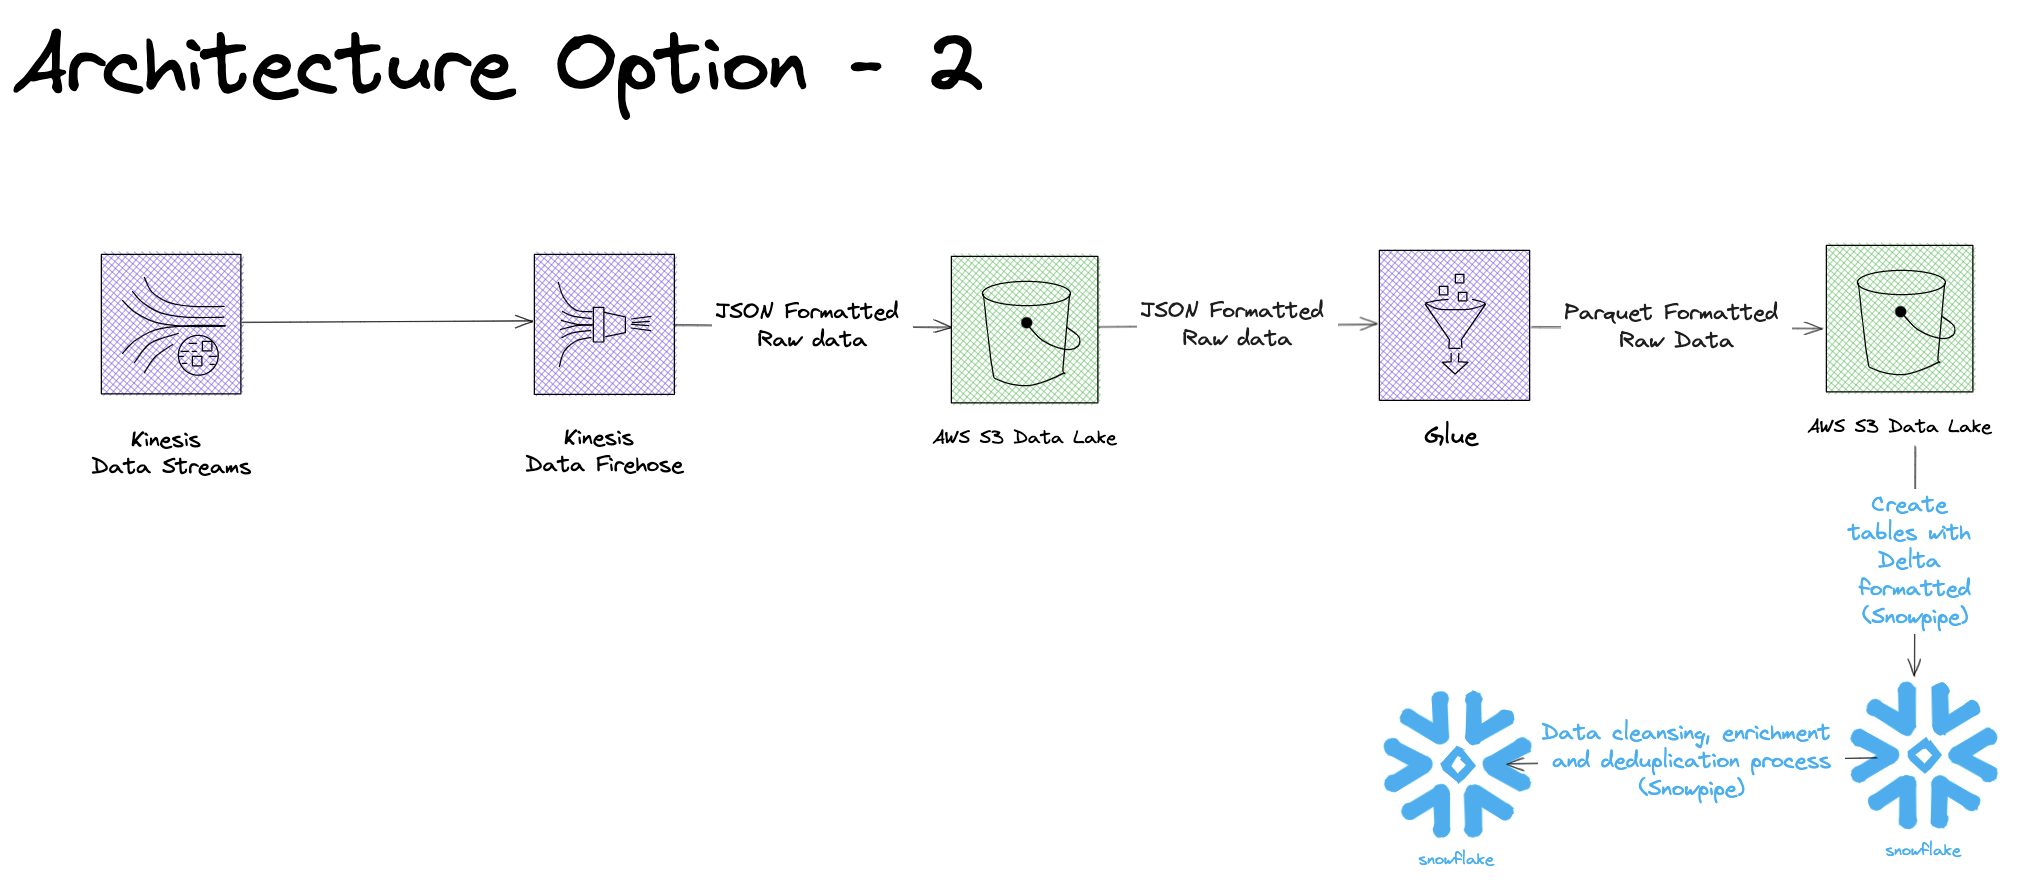 Architecture Option - 2
JSON Formatted
Raw data
JSON Formatted
Raw data
Parquet Formatted
Raw Data
Kinesis
Data Streams
Kinesis
Data Firehose
AWS S3 Data Lake
Glue
AWS S3 Data Lake
Create
tables with
Delta
formatted
(Snowpipe)
Data cleansing, enrichment
and deduplication process
(Snowpipe)
snowflake
snowflake